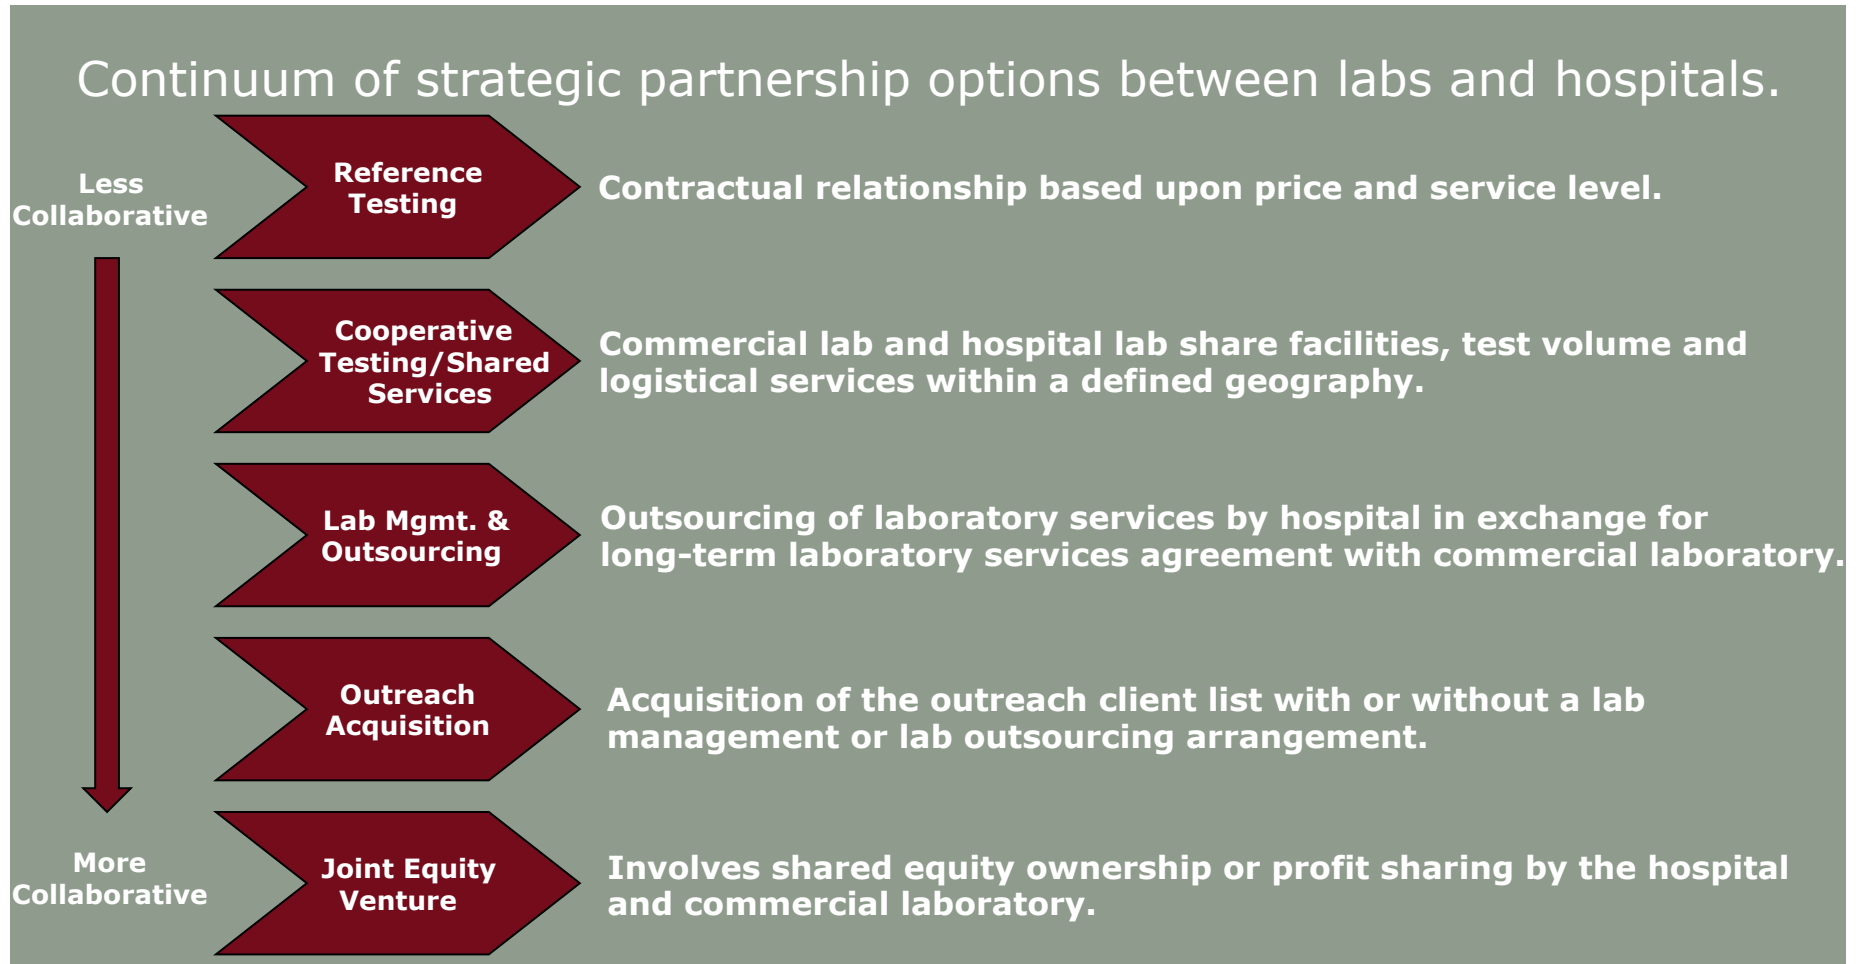 Continuum of strategic partnership options between labs and hospitals.
Less
Collaborative
Reference
Testing
Contractual relationship based upon price and service level.
Cooperative
Testing/Shared
Services
Commercial lab and hospital lab share facilities, test volume and
logistical services within a defined geography.
Lab Mgmt. &
Outsourcing
Outsourcing of laboratory services by hospital in exchange for
long-term laboratory services agreement with commercial laboratory.
Outreach
Acquisition
Acquisition of the outreach client list with or without a lab
management or lab outsourcing arrangement.
More
Collaborative
Joint Equity
Venture
Involves shared equity ownership or profit sharing by the hospital
and commercial laboratory.